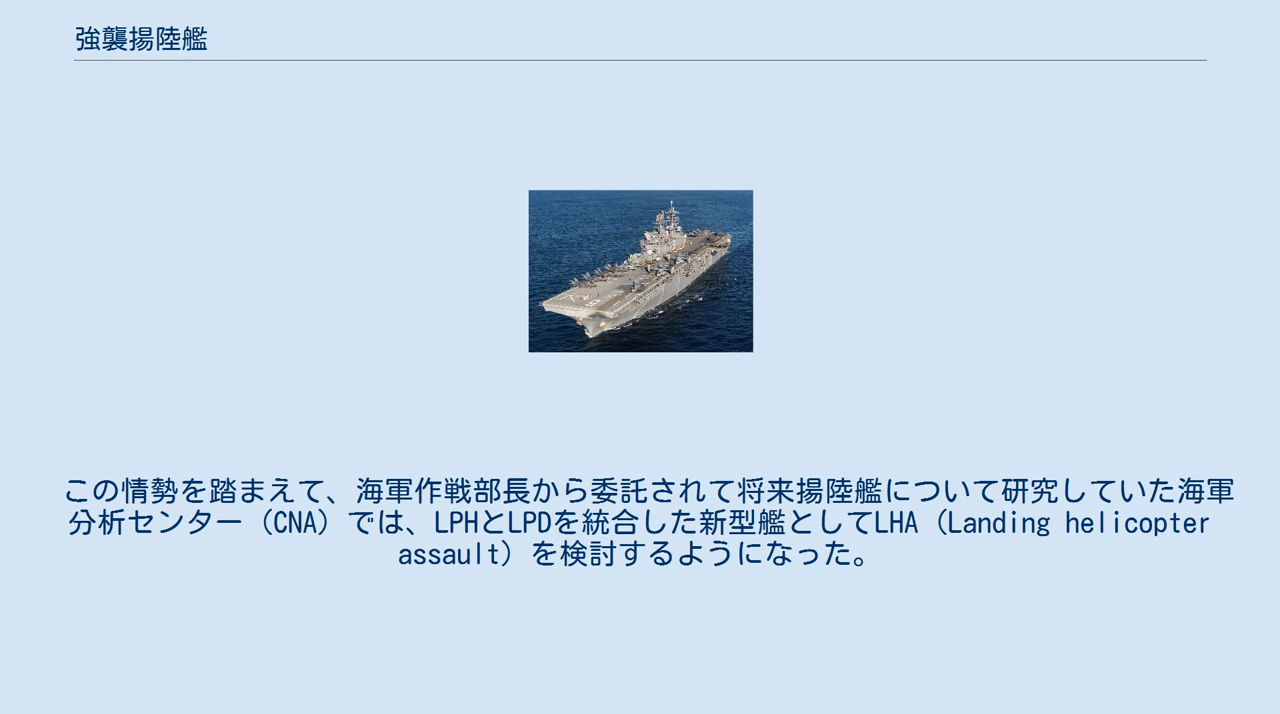 強襲揚陸艦
この情勢を踏まえて、海軍作戦部長から委託されて将来揚陸艦について研究していた海軍
分析センター（CNA）では、LPHとLPDを統合した新型艦としてLHA（Landing helicopter
assault）を検討するようになった。